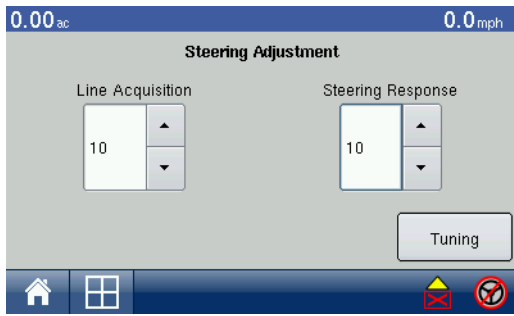 0.00 ac 0.0 mph
Steering Adjustment
Line Acquisition Steering Response
10 10
Tuning